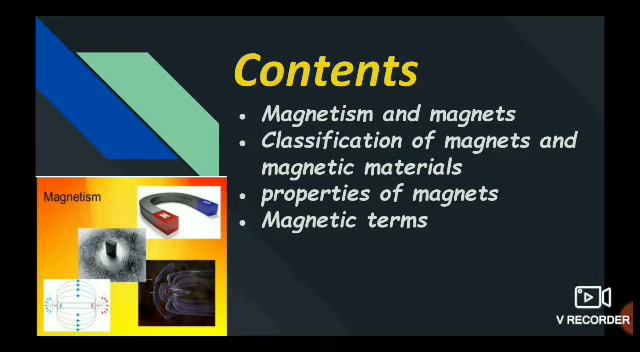 Contents
Magnetism and magnets
Classification of magnets and
magnetic materials
properties of magnets
Magnetic terms
Magnetism
V RECORDER